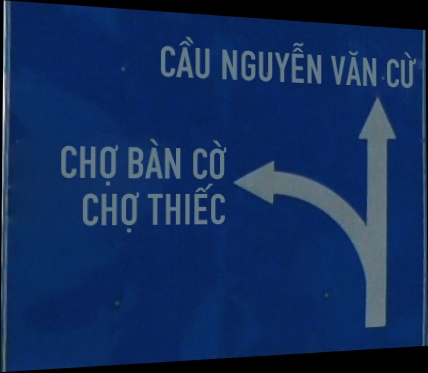 CẦU NGUYỄN VĂN CỪ
CHỢ BÀN CỜ
CHỢ THIẾC